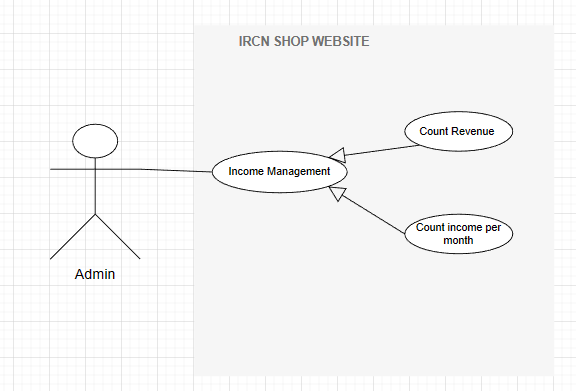 IRCN SHOP WEBSITE
Count Revenue
Income Management
Count income per
month
Admin